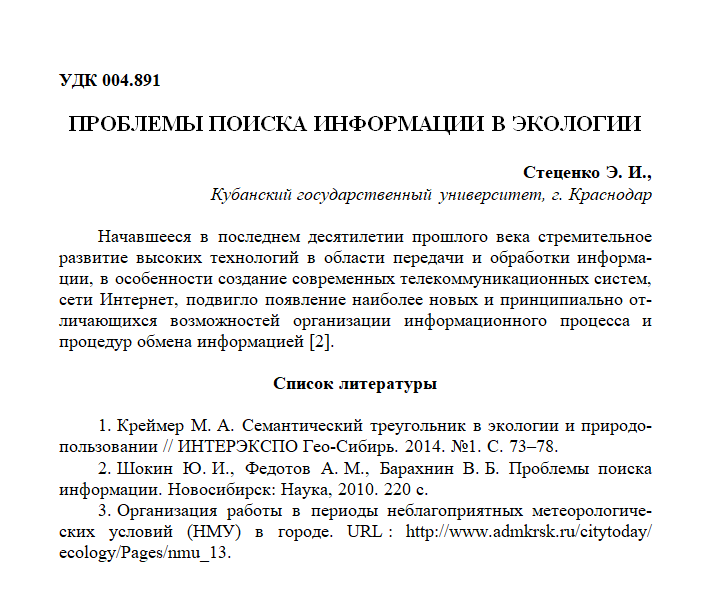 УДК 004.891
ПРОБЛЕМЫ ПОИСКА ИНФОРМАЦИИ В ЭКОЛОГИИ
Стеценко Э. И.,
Кубанский государственный университет, г. Краснодар
Начавшееся в последнем десятилетии прошлого века стремительное
развитие высоких технологий в области передачи и обработки информа-
ции, в особенности создание современных телекоммуникационных систем,
сети Интернет, подвигло появление наиболее новых и принципиально от-
личающихся возможностей организации информационного процесса и
процедур обмена информацией [2].
Список литературы
1. Креймер М. А. Семантический треугольник в экологии и природо-
пользовании // ИНТЕРЭКСПО Гео-Сибирь. 2014. №1. С. 73–78.
2. Шокин Ю. И., Федотов А. М., Барахнин В. Б. Проблемы поиска
информации. Новосибирск: Наука, 2010. 220 с.
3. Организация работы в периоды неблагоприятных метеорологиче-
ских условий (НМУ) в городе. URL : http://www.admkrsk.ru/citytoday/
ecology/Pages/nmu_13.